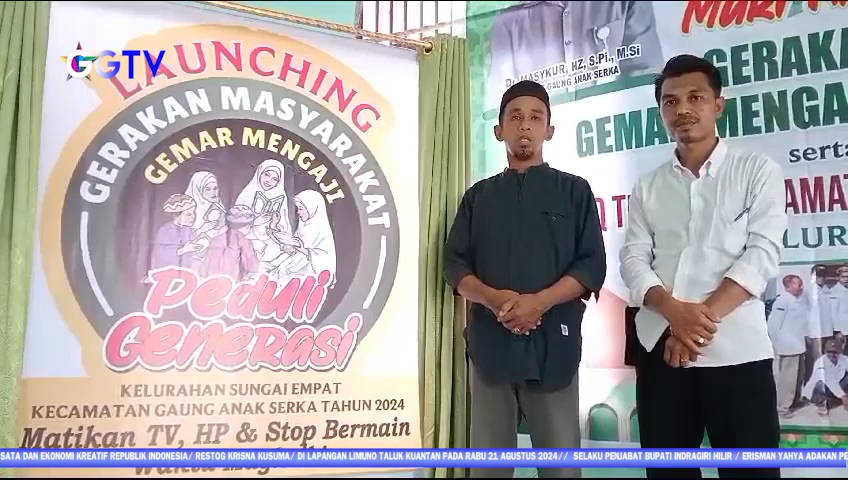 GGTV
LAUNCHING
GERAKAN MASYARAKAT
GEMAR MENGAJI
Peduli
Generasi
KELURAHAN SUNGAI EMPAT
KECAMATAN GAUNG ANAK SERKA TAHUN 2024
Matikan TV, HP & Stop Bermain
MASYKUR, HZ, S.Pi., M.Si
GAUNG ANAK SERKA
GERAKA
GEMAR MENGA
serta
AMAT
LUR
SATA DAN EKONOMI KREATIF REPUBLIK INDONESIA/ RESTOG KRISNA KUSUMA/ DI LAPANGAN LIMUNO TALUK KUANTAN PADA RABU 21 AGUSTUS 2024// SELAKU PENJABAT BUPATI INDRAGIRI HILIR / ERISMAN YAHYA ADAKAN PE